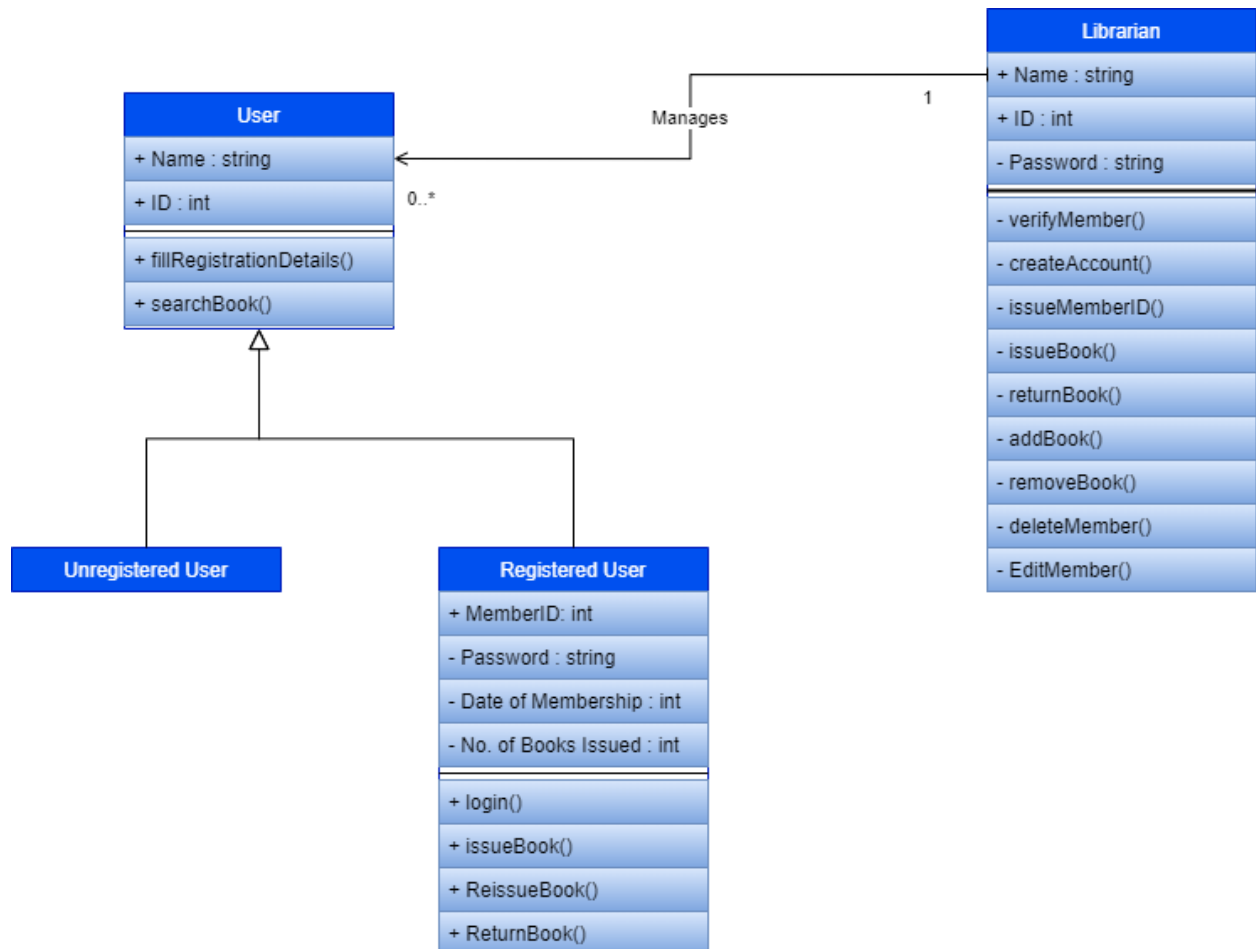 User
+ Name : string
+ ID : int
+ fillRegistrationDetails()
+ searchBook()
Manages
0..*
1
Librarian
+ Name : string
+ ID : int
- Password : string
- verifyMember()
- createAccount()
- issueMemberID()
- issueBook()
- returnBook()
- addBook()
- removeBook()
- deleteMember()
- EditMember()
Unregistered User
Registered User
+ MemberID: int
- Password : string
- Date of Membership : int
- No. of Books Issued : int
+ login()
+ issueBook()
+ ReissueBook()
+ ReturnBook()